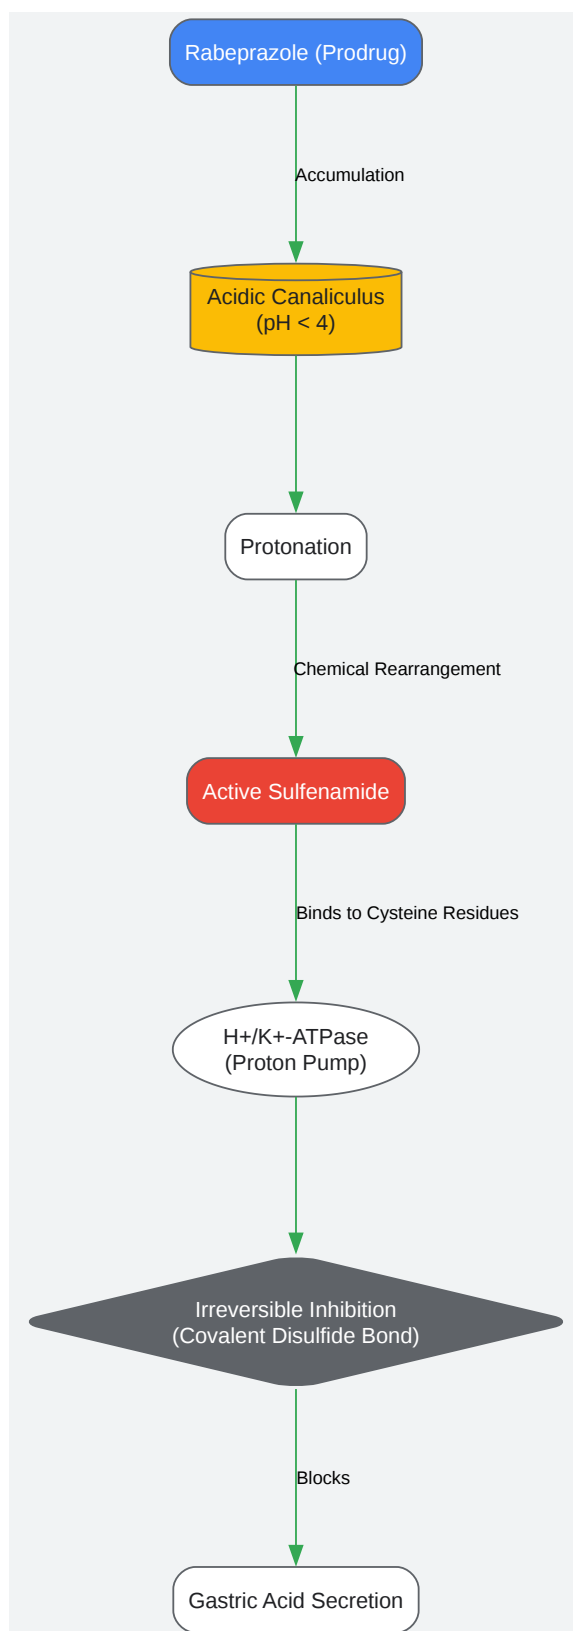 Rabeprazole (Prodrug)
Accumulation
Acidic Canaliculus
(pH < 4)
Protonation
Chemical Rearrangement
Active Sulfenamide
Binds to Cysteine Residues
H+/K+-ATPase
(Proton Pump)
Irreversible Inhibition
(Covalent Disulfide Bond)
Blocks
Gastric Acid Secretion